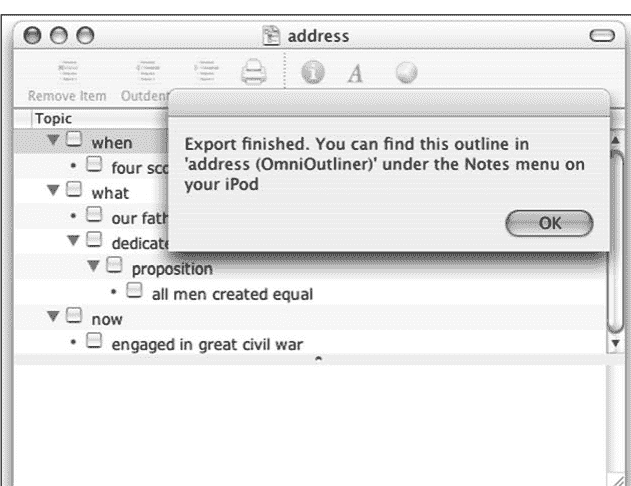 address
Remove Item Outdent
Topic
Export finished. You can find this outline in
'address (OmniOutliner)' under the Notes menu on
your iPod
OK
when
four sco
what
our fath
dedicate
proposition
all men created equal
now
engaged in great civil war